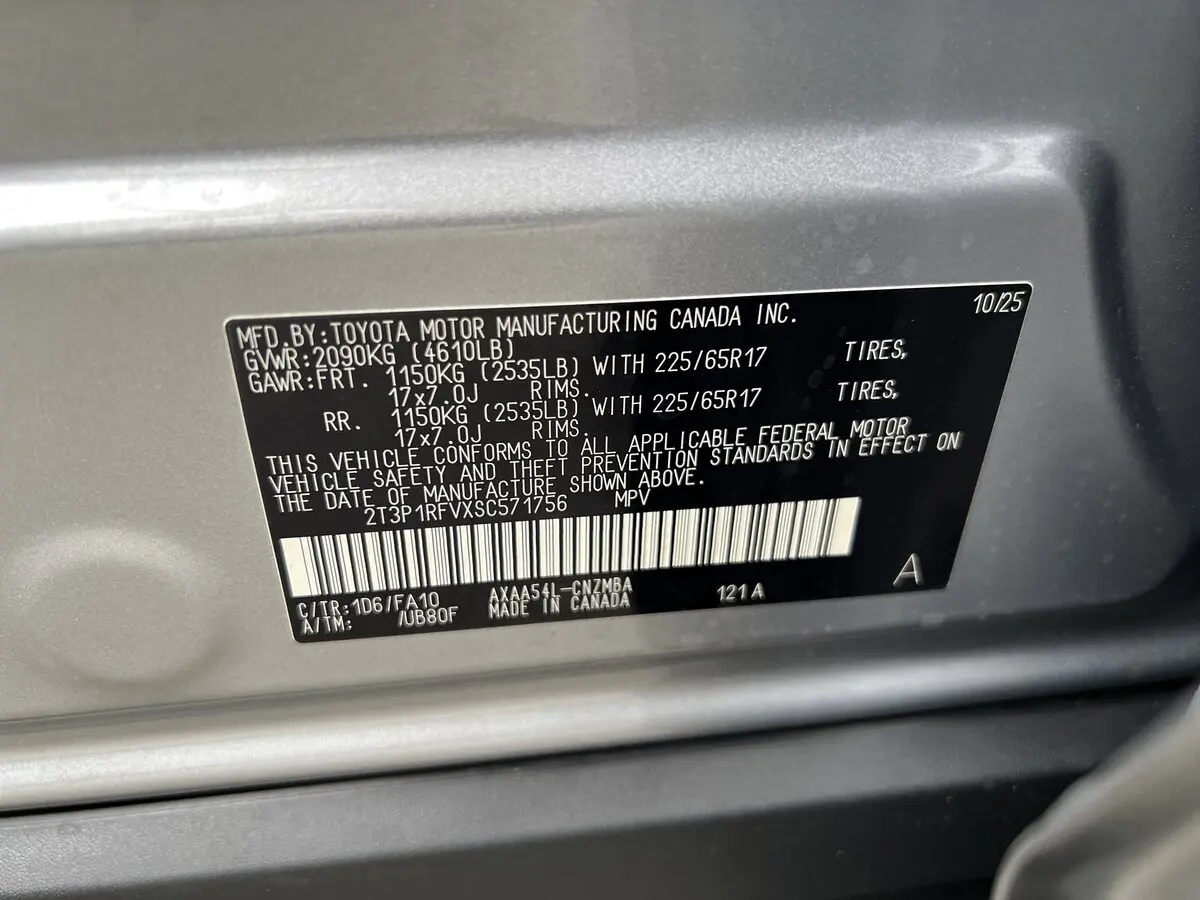 10/25
MFD.BY:TOYOTA MOTOR MANUFACTURING CANADA INC.
GVWR:2090KG (4610LB)
GAWR:FRT. 1150KG (2535LB) WITH 225/65R17 TIRES,
17x7.0J RIMS.
RR. 1150KG (2535LB) WITH 225/65R17 TIRES,
17x7.0J RIMS.
THIS VEHICLE CONFORMS TO ALL APPLICABLE FEDERAL MOTOR
VEHICLE SAFETY AND THEFT PREVENTION STANDARDS IN EFFECT ON
THE DATE OF MANUFACTURE SHOWN ABOVE.
2T3P1RFVXSC571756 MPV
A
C/TR:1D6/FA10 AXAA54L-CNZMBA 121A
A/TM: /UB80F MADE IN CANADA